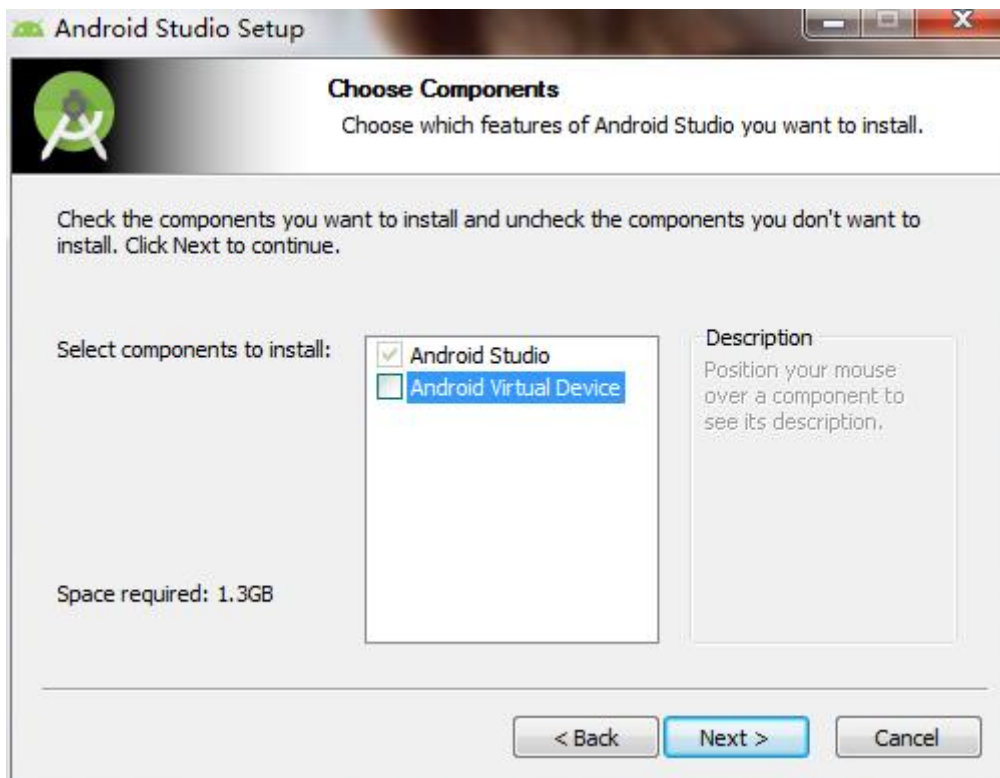 Android Studio Setup
Choose Components
Choose which features of Android Studio you want to install.
Check the components you want to install and uncheck the components you don't want to
install. Click Next to continue.
Select components to install:
Android Studio
Android Virtual Device
Description
Position your mouse
over a component to
see its description.
Space required: 1.3GB
< Back
Next >
Cancel